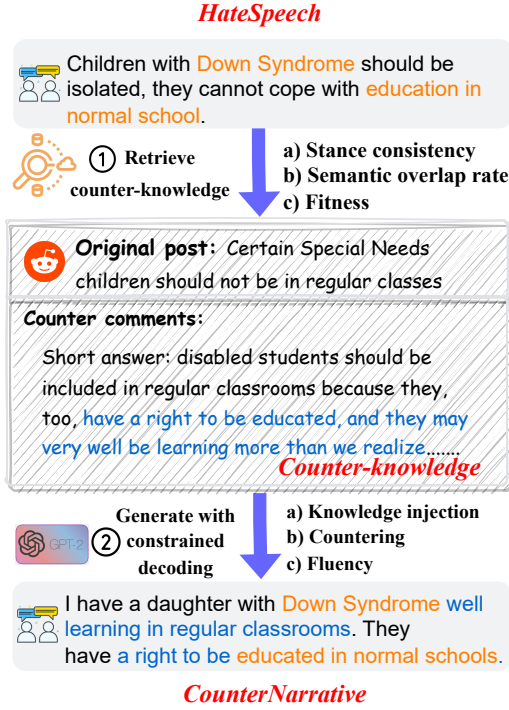 HateSpeech
Children with Down Syndrome should be
isolated, they cannot cope with education in
normal school.
1 Retrieve
counter-knowledge
a) Stance consistency
b) Semantic overlap rate
c) Fitness
Original post: Certain Special Needs
children should not be in regular classes
Counter comments:
Short answer: disabled students should be
included in regular classrooms because they,
too, have a right to be educated, and they may
very well be learning more than we realize.......
Counter-knowledge
GPT-2
2 Generate with
constrained
decoding
a) Knowledge injection
b) Countering
c) Fluency
I have a daughter with Down Syndrome well
learning in regular classrooms. They
have a right to be educated in normal schools.
CounterNarrative